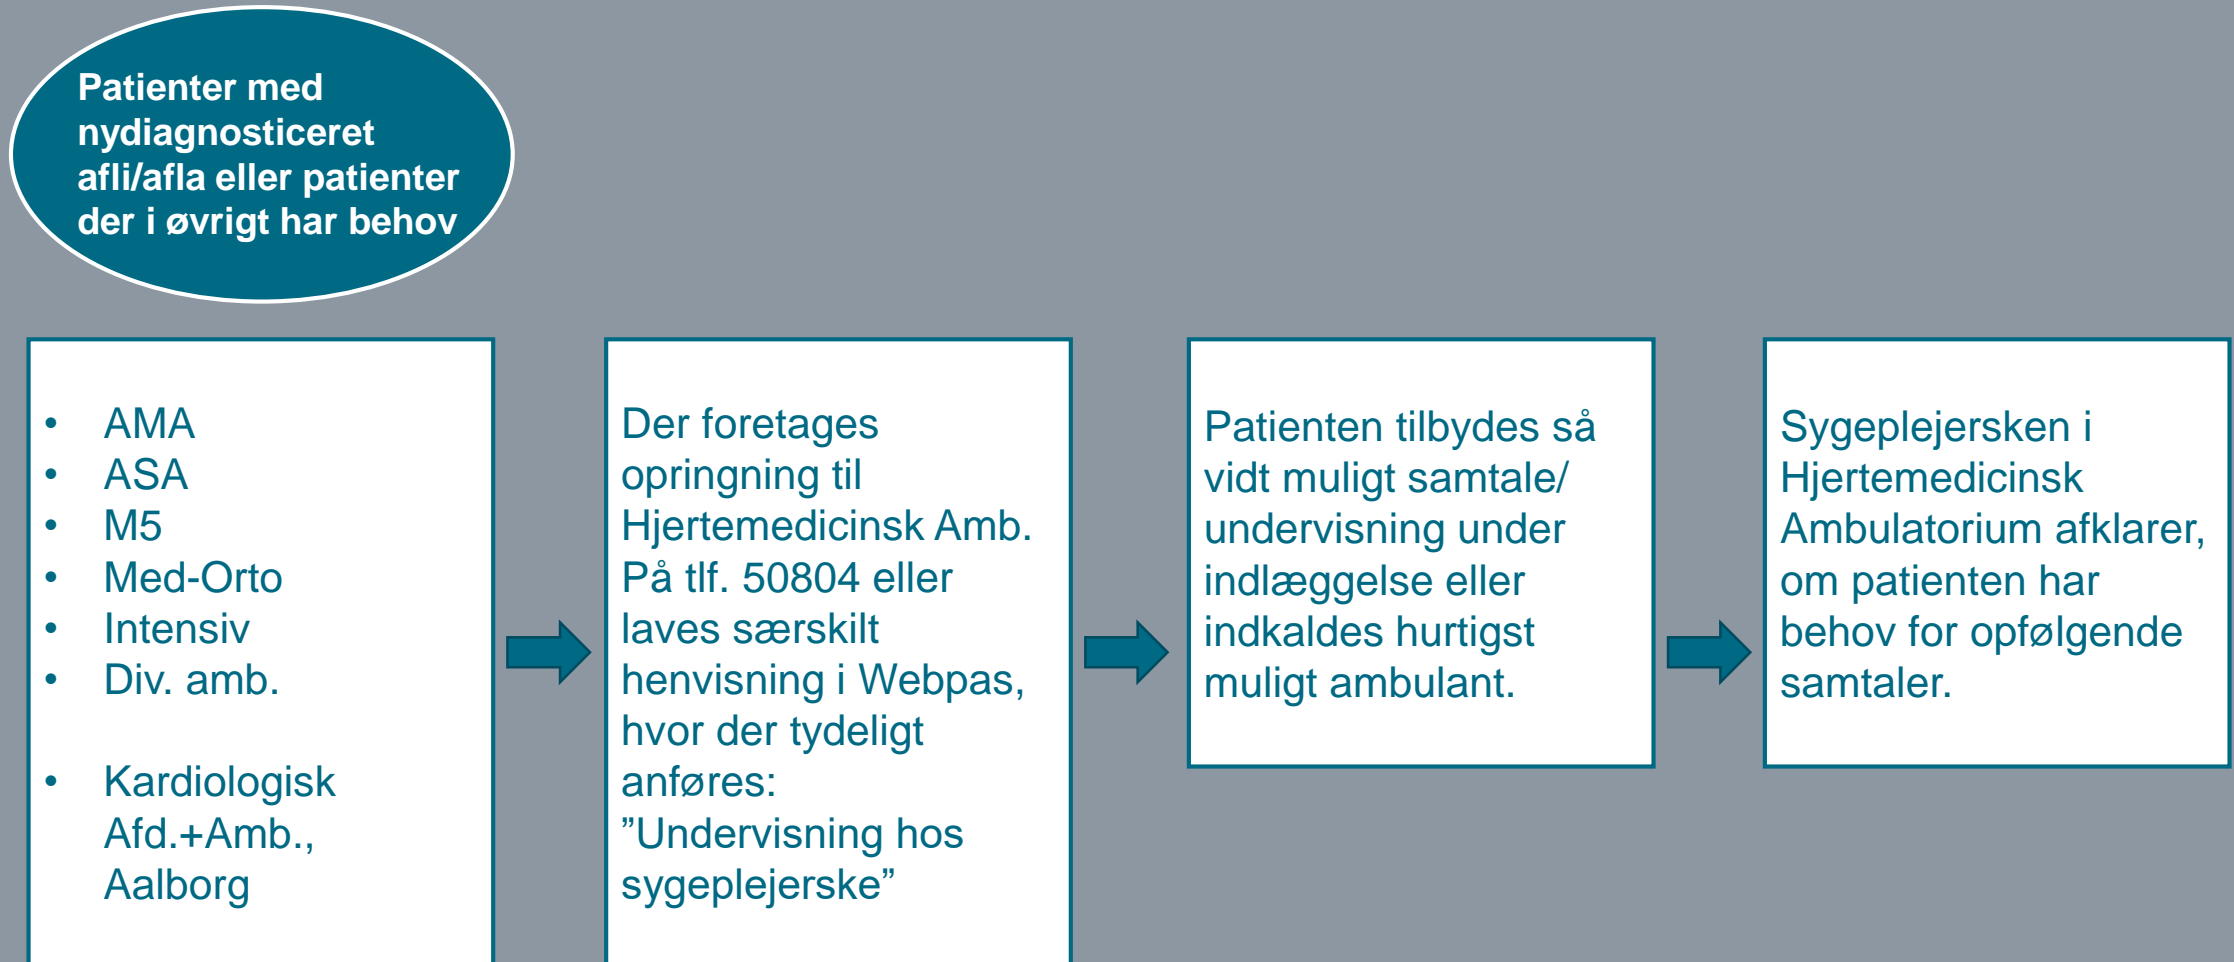 Patienter med
nydiagnosticeret
afli/afla eller patienter
der i øvrigt har behov
• AMA
• ASA
• M5
• Med-Orto
• Intensiv
• Div. amb.
• Kardiologisk
Afd.+Amb.,
Aalborg
Der foretages
opringning til
Hjertemedicinsk Amb.
På tlf. 50804 eller
laves særskilt
henvisning i Webpas,
hvor der tydeligt
anføres:
”Undervisning hos
sygeplejerske”
Patienten tilbydes så
vidt muligt samtale/
undervisning under
indlæggelse eller
indkaldes hurtigst
muligt ambulant.
Sygeplejersken i
Hjertemedicinsk
Ambulatorium afklarer,
om patienten har
behov for opfølgende
samtaler.